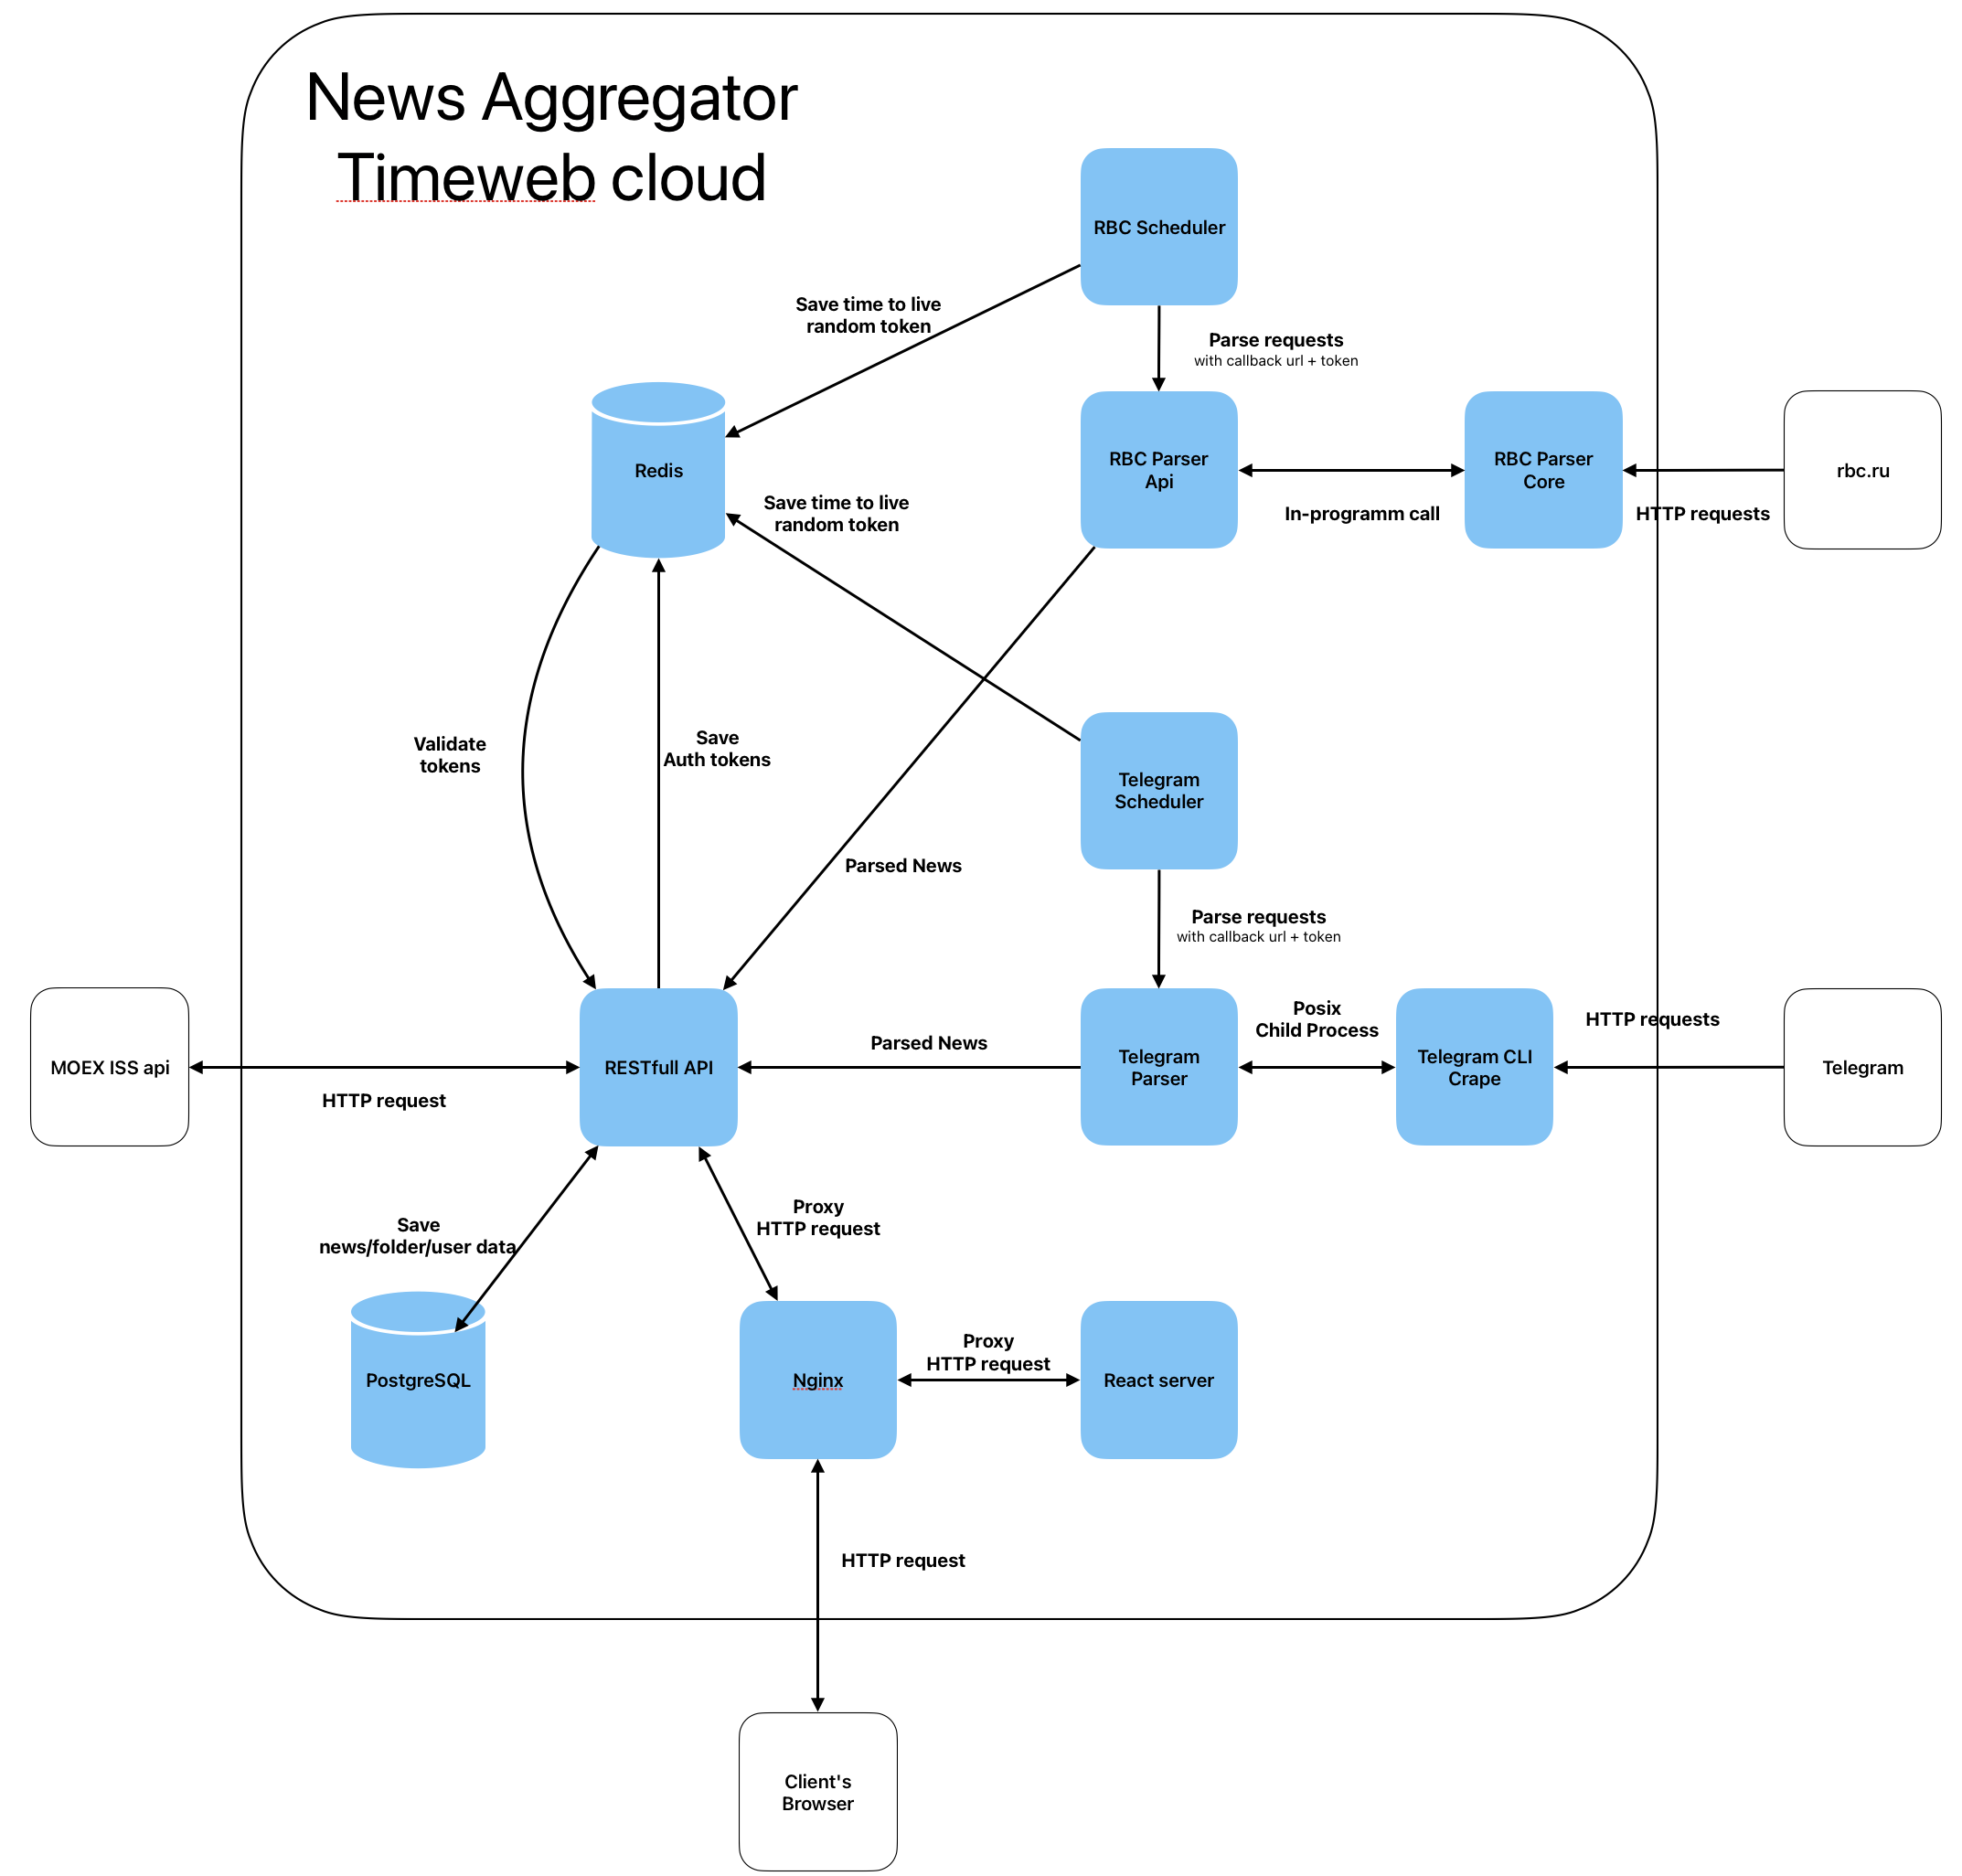 News Aggregator
Timeweb cloud
RBC Scheduler
Save time to live
random token
Parse requests
with callback url + token
Redis
RBC Parser
Api
RBC Parser
Core
rbc.ru
In-programm call
HTTP requests
Save time to live
random token
Validate
tokens
Save
Auth tokens
Telegram
Scheduler
Parsed News
Parse requests
with callback url + token
MOEX ISS api
HTTP request
RESTfull API
Parsed News
Telegram
Parser
Posix
Child Process
Telegram CLI
Crape
HTTP requests
Telegram
Save
news/folder/user data
Proxy
HTTP request
PostgreSQL
Nginx
Proxy
HTTP request
React server
HTTP request
Client's
Browser